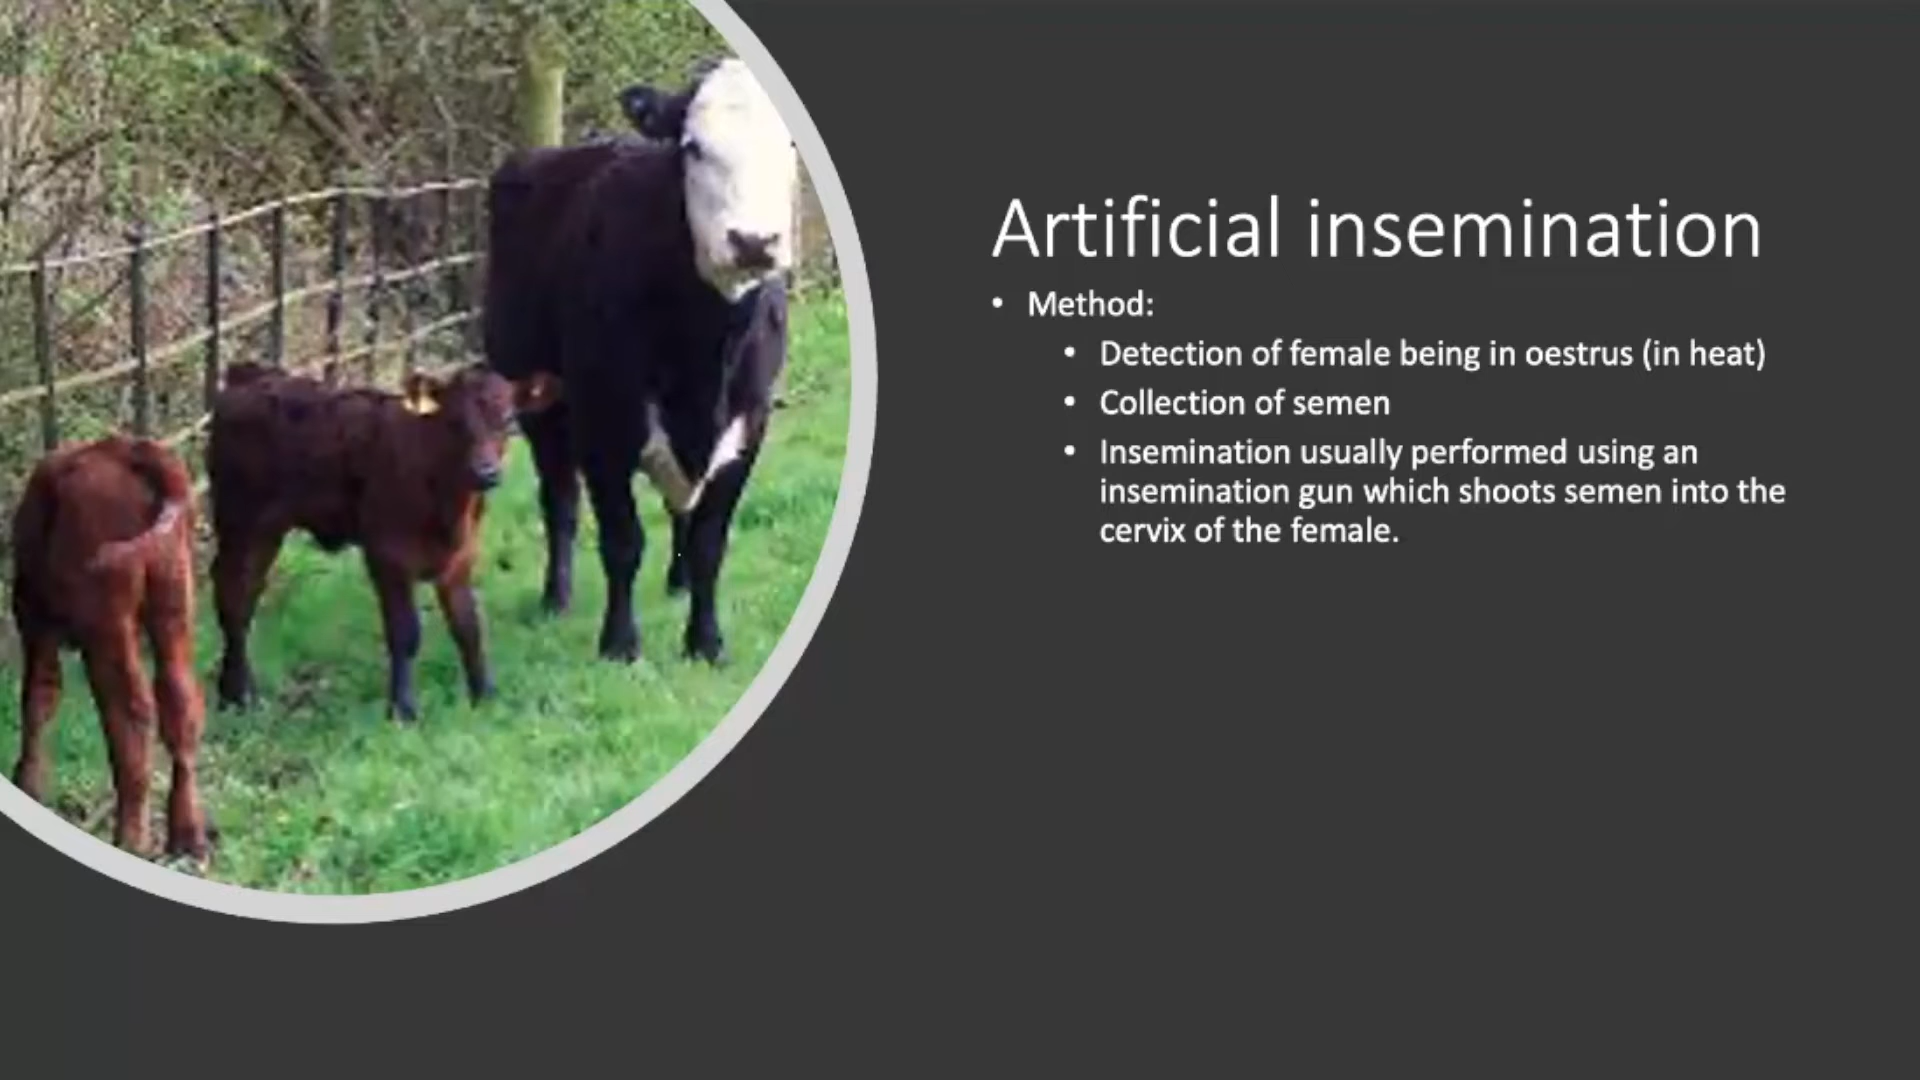 Artificial insemination
• Method:
• Detection of female being in oestrus (in heat)
• Collection of semen
• Insemination usually performed using an
insemination gun which shoots semen into the
cervix of the female.